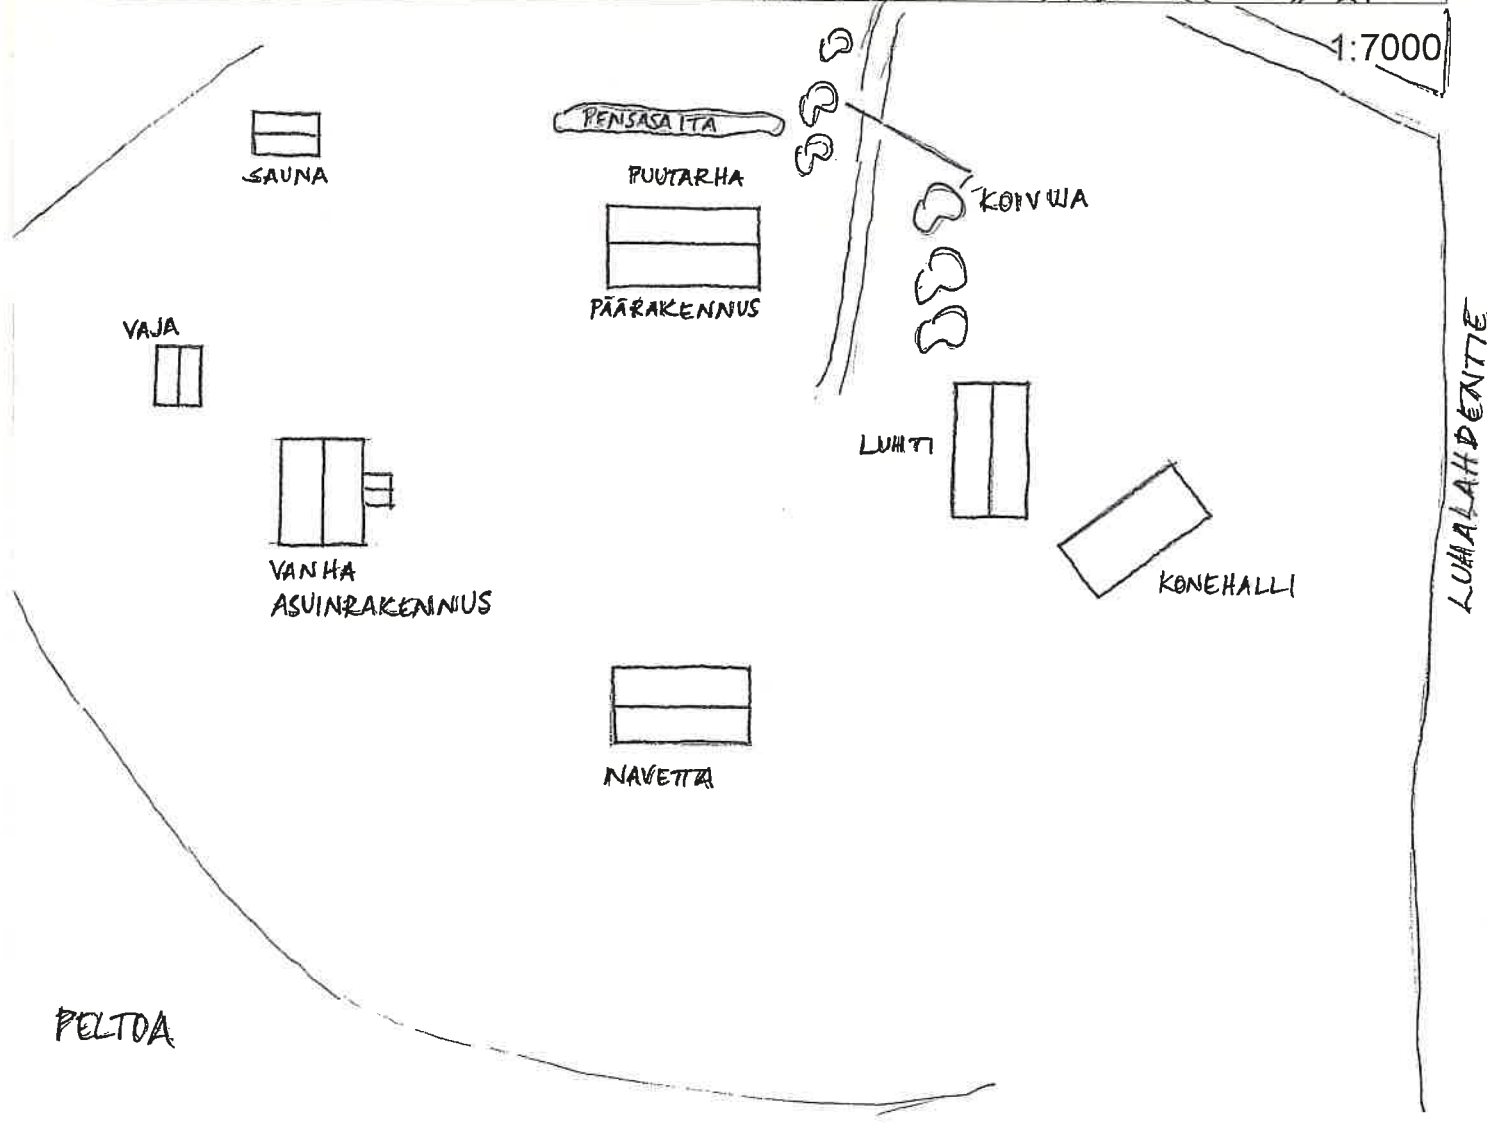 1:7000
PENSASAITA
SAUNA
PUUTARHA
KOIVUJA
PÄÄRAKENNUS
VAJA
LUHTI
VANHA
ASUINRAKENNUS
KONEHALLI
LUHALAHDENTIE
NAVETTA
PELTOA